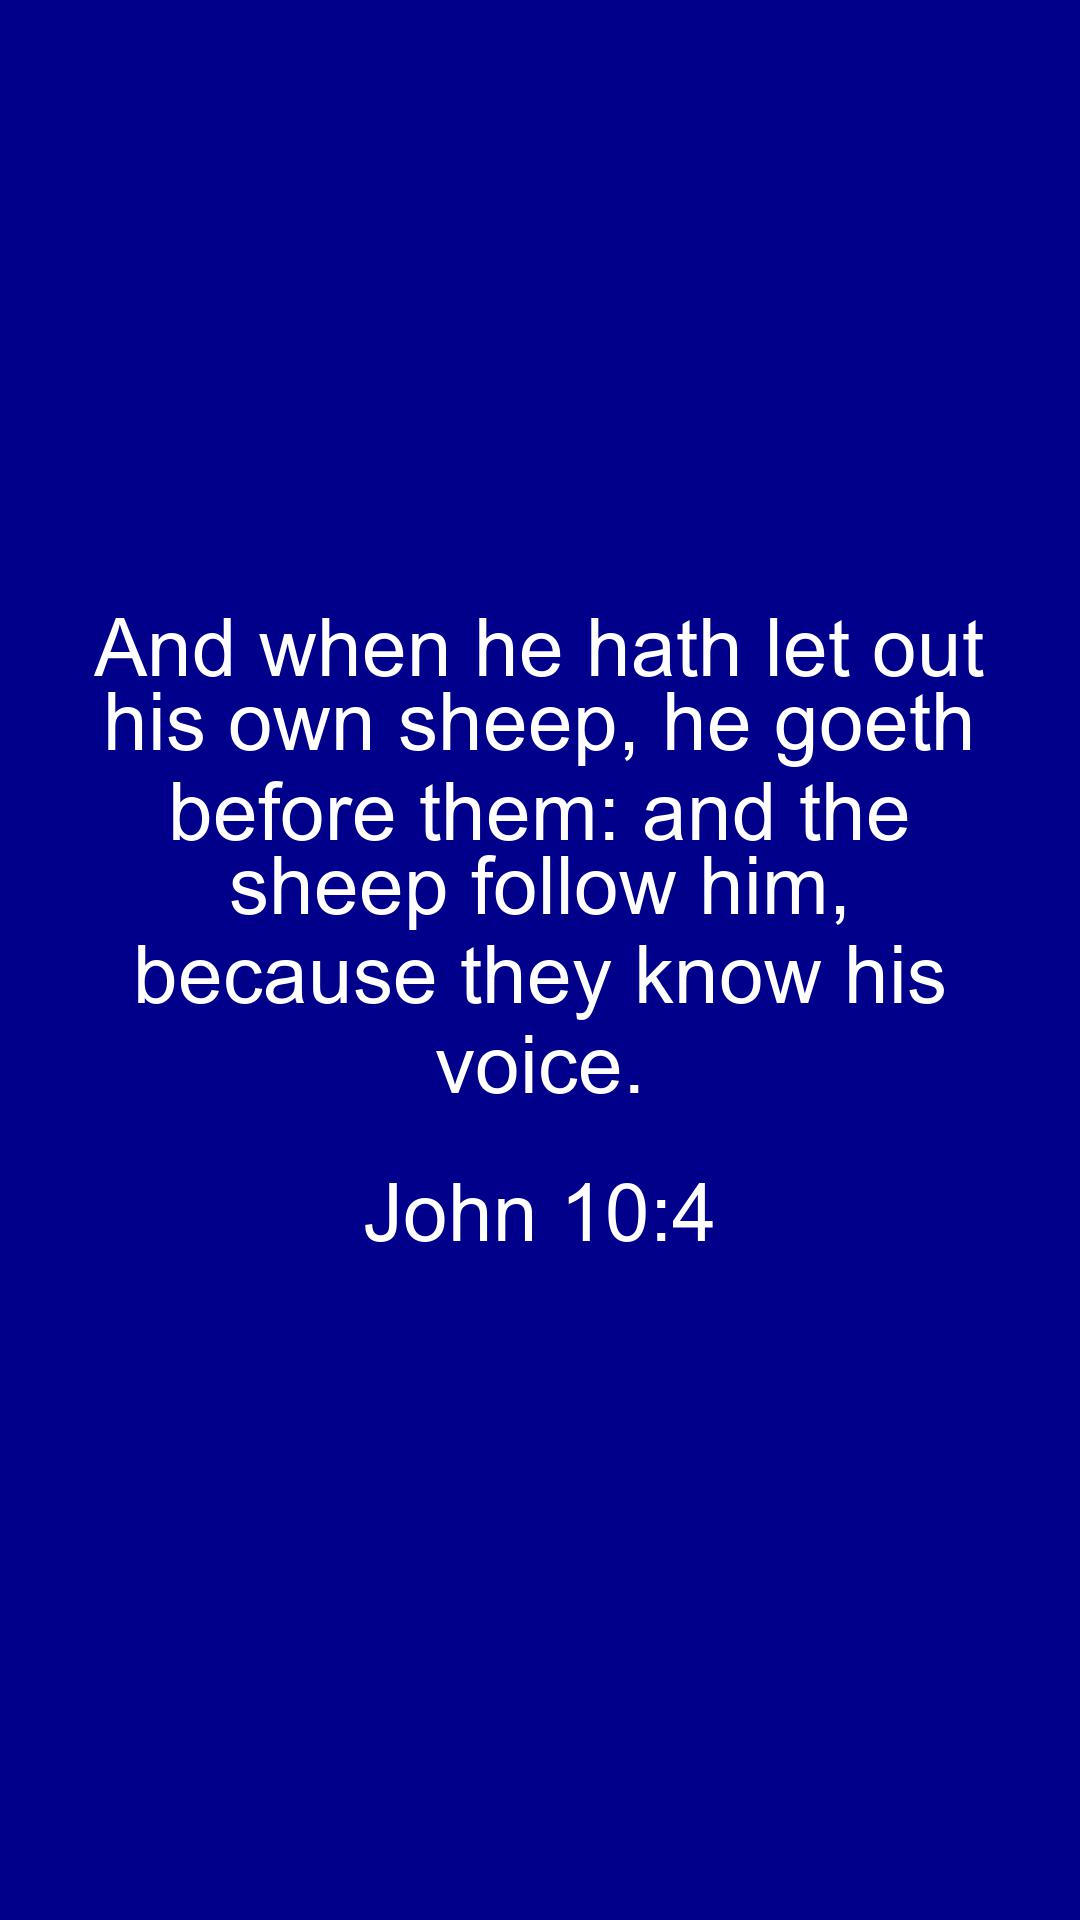 And when he hath let out
his own sheep, he goeth
before them: and the
sheep follow him,
because they know his
voice.
John 10:4